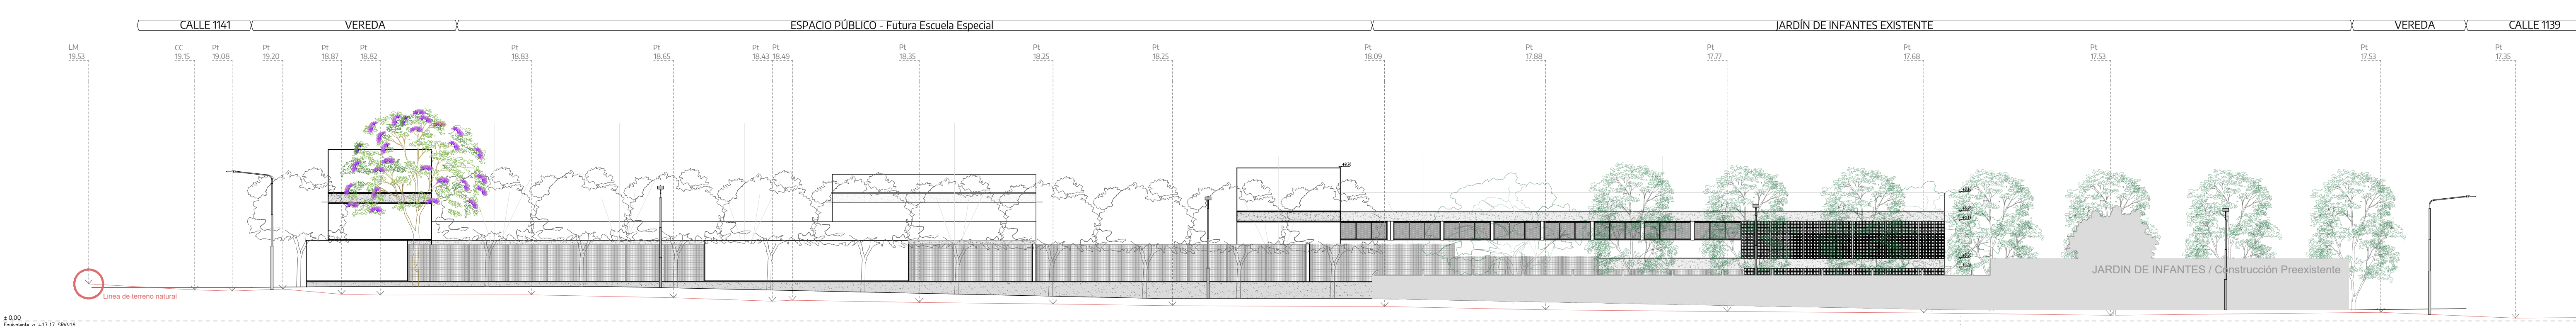 CALLE 1141
VEREDA
ESPACIO PÚBLICO - Futura Escuela Especial
JARDÍN DE INFANTES EXISTENTE
VEREDA
CALLE 1139
LM
19.53
CC
19.15
Pt
19.08
Pt
19.20
Pt
18.87
Pt
18.82
Pt
18.83
Pt
18.65
Pt
18.43
Pt
18.49
Pt
18.35
Pt
18.25
Pt
18.25
Pt
18.09
Pt
17.88
Pt
17.77
Pt
17.68
Pt
17.53
Pt
17.53
Pt
17.35
JARDIN DE INFANTES / Construcción Preexistente
Línea de terreno natural
± 0,00